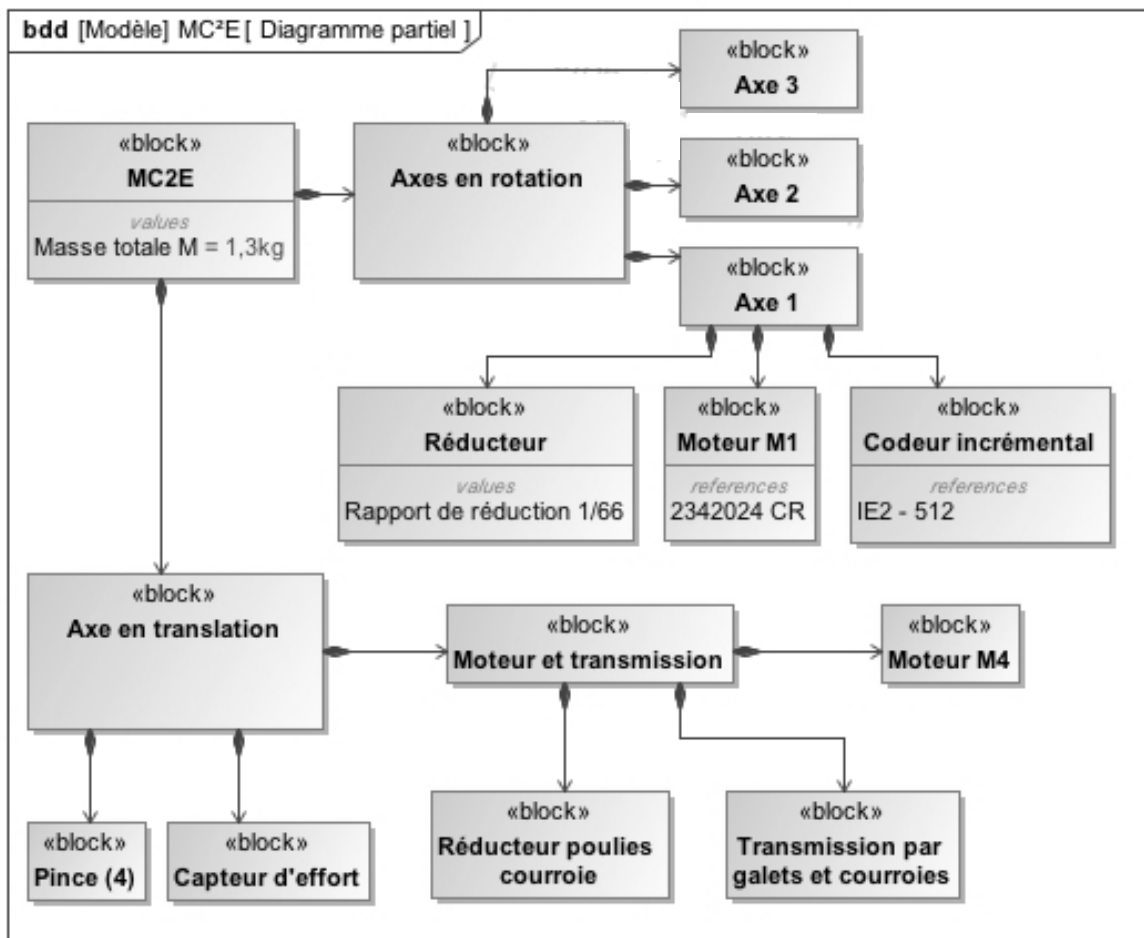 bdd [Modèle] MC²E [ Diagramme partiel ]
«block»
Axe 3
«block»
MC2E
values
Masse totale M = 1,3kg
«block»
Axes en rotation
«block»
Axe 2
«block»
Axe 1
«block»
Réducteur
values
Rapport de réduction 1/66
«block»
Moteur M1
references
2342024 CR
«block»
Codeur incrémental
references
IE2 - 512
«block»
Axe en translation
«block»
Moteur et transmission
«block»
Moteur M4
«block»
Pince (4)
«block»
Capteur d'effort
«block»
Réducteur poulies
courroie
«block»
Transmission par
galets et courroies